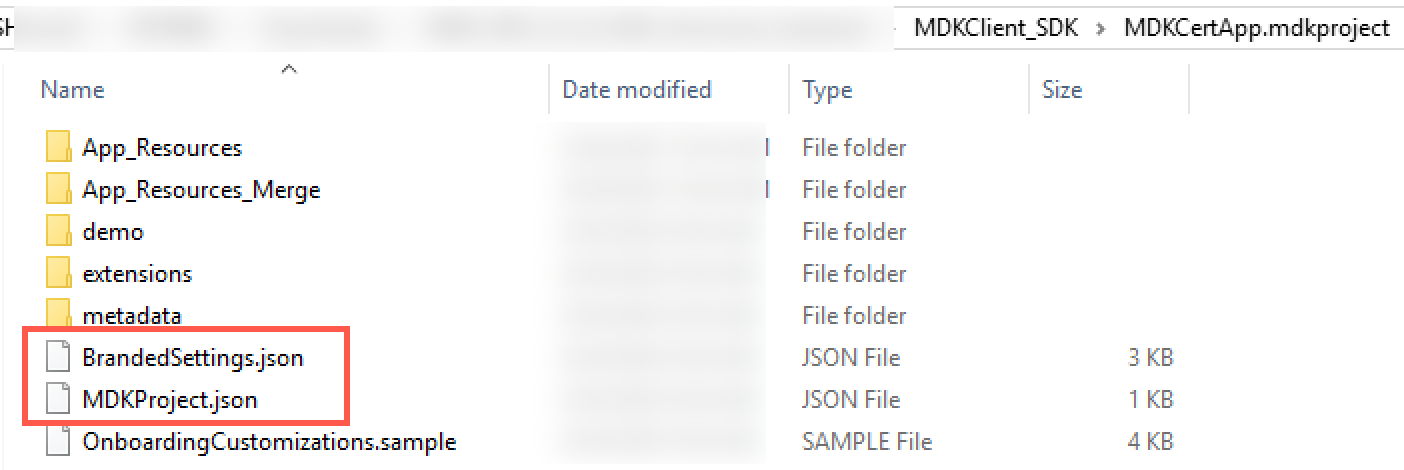 MDKClient_SDK > MDKCertApp.mdkproject
Name Date modified Type Size
App_Resources File folder
App_Resources_Merge File folder
demo File folder
extensions File folder
metadata File folder
BrandedSettings.json JSON File 3 KB
MDKProject.json JSON File 1 KB
OnboardingCustomizations.sample SAMPLE File 4 KB